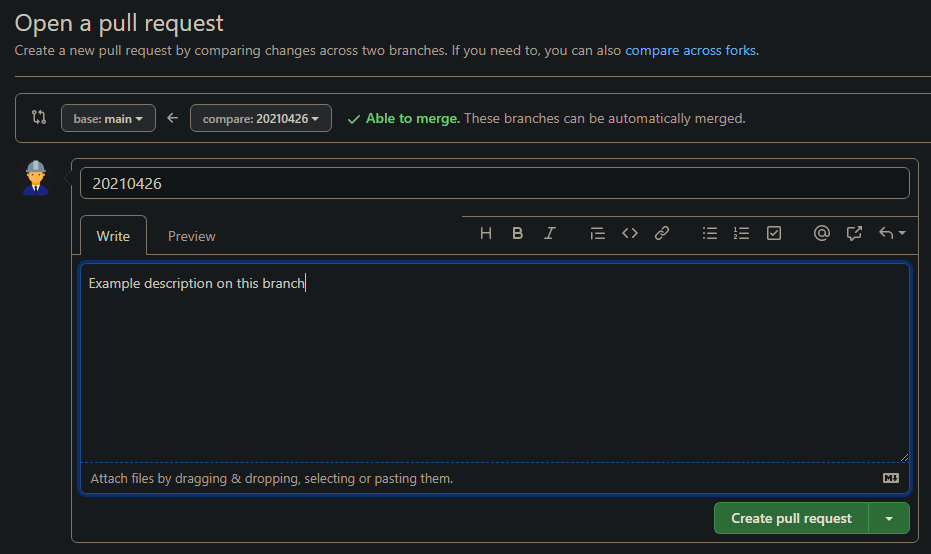 Open a pull request
Create a new pull request by comparing changes across two branches. If you need to, you can also compare across forks.
base: main
compare: 20210426
Able to merge. These branches can be automatically merged.
20210426
Write
Preview
Example description on this branch
Attach files by dragging & dropping, selecting or pasting them.
Create pull request